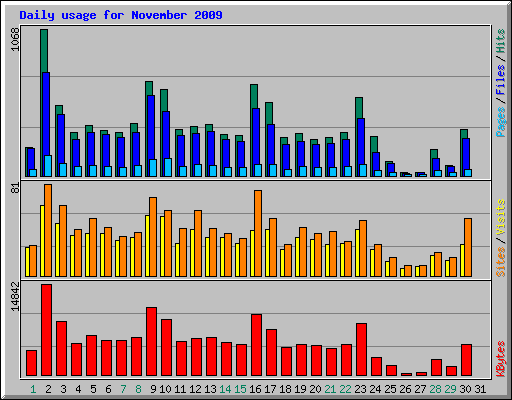 Daily usage for November 2009
1068
Pages / Files / Hits
81
Sites / Visits
14842
KBytes
1 2 3 4 5 6 7 8 9 10 11 12 13 14 15 16 17 18 19 20 21 22 23 24 25 26 27 28 29 30 31